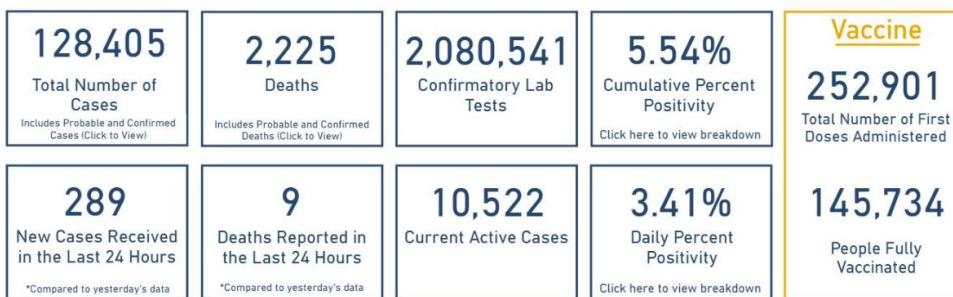 128,405
Total Number of
Cases
Includes Probable and Confirmed
Cases (Click to View)
2,225
Deaths
Includes Probable and Confirmed
Deaths (Click to View)
2,080,541
Confirmatory Lab
Tests
5.54%
Cumulative Percent
Positivity
Click here to view breakdown
289
New Cases Received
in the Last 24 Hours
*Compared to yesterday's data
9
Deaths Reported in
the Last 24 Hours
*Compared to yesterday's data
10,522
Current Active Cases
3.41%
Daily Percent
Positivity
Click here to view breakdown
Vaccine
252,901
Total Number of First
Doses Administered
145,734
People Fully
Vaccinated